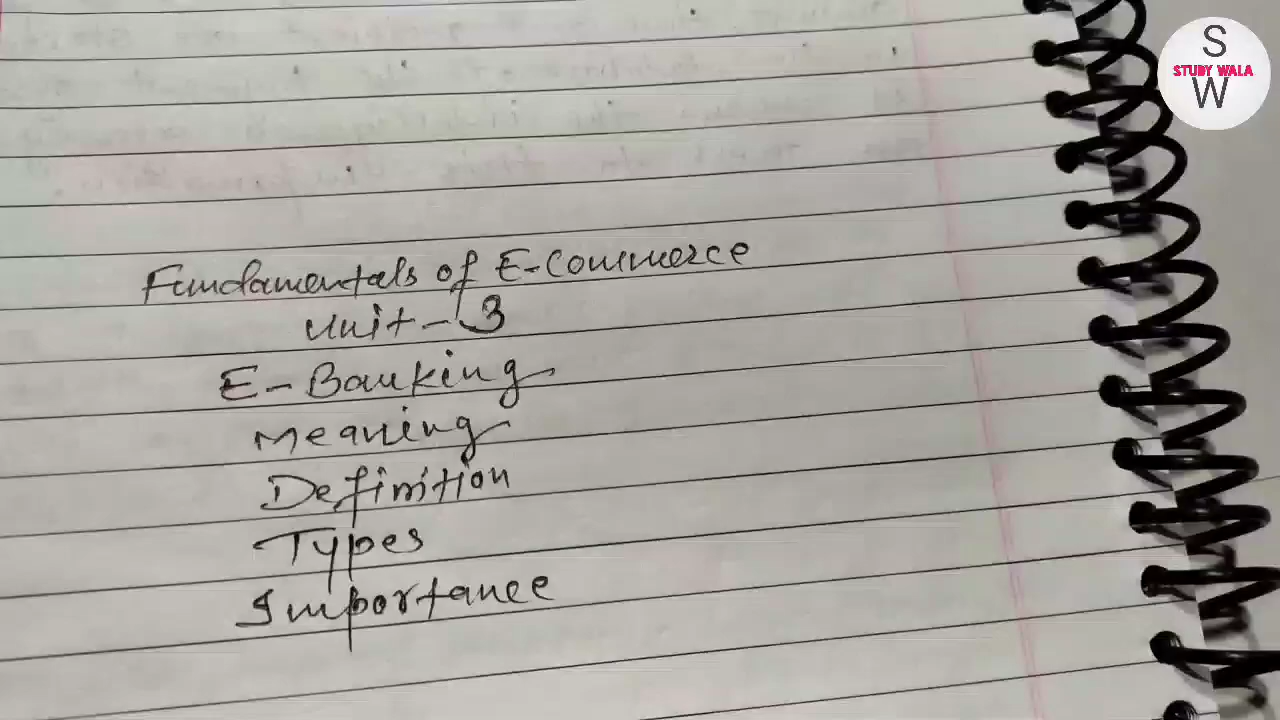 S
STUDY WALA
W
Fundamentals of E-Commerce
Unit-3
E-Banking
Meaning
Definition
Types
Importance